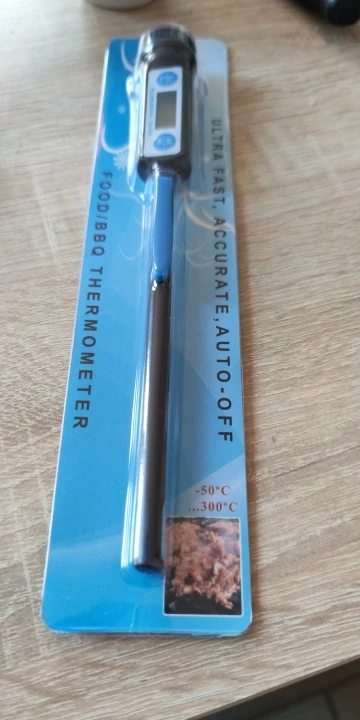 FOOD/BBQ THERMOMETER
ULTRA FAST, ACCURATE,AUTO-OFF
-50°C
...300°C